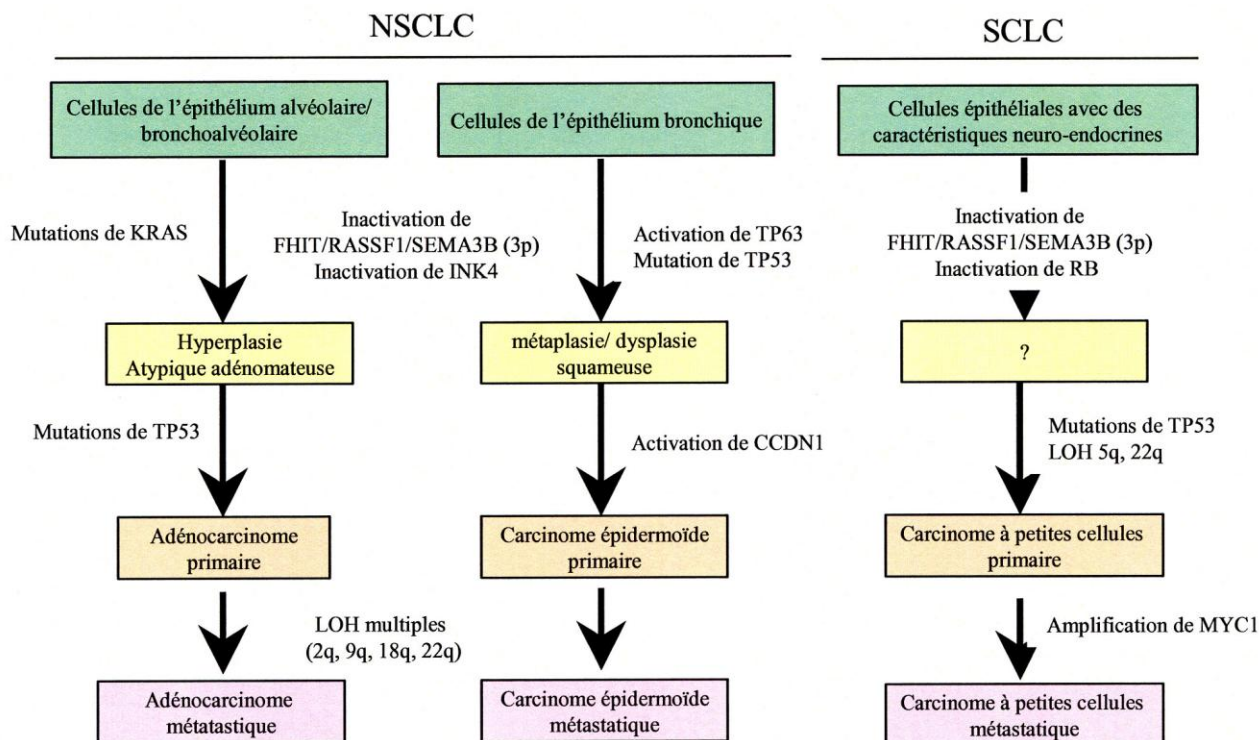 NSCLC
SCLC
Cellules de l'épithélium alvéolaire/
bronchoalvéolaire
Cellules de l'épithélium bronchique
Cellules épithéliales avec des
caractéristiques neuro-endocrines
Mutations de KRAS
Inactivation de
FHIT/RASSF1/SEMA3B (3p)
Inactivation de INK4
Activation de TP63
Mutation de TP53
Inactivation de
FHIT/RASSF1/SEMA3B (3p)
Inactivation de RB
Hyperplasie
Atypique adénomateuse
métaplasie/ dysplasie
squameuse
?
Mutations de TP53
Activation de CCDN1
Mutations de TP53
LOH 5q, 22q
Adénocarcinome
primaire
Carcinome épidermoïde
primaire
Carcinome à petites cellules
primaire
LOH multiples
(2q, 9q, 18q, 22q)
Amplification de MYC1
Adénocarcinome
métatastique
Carcinome épidermoïde
métastatique
Carcinome à petites cellules
métastatique